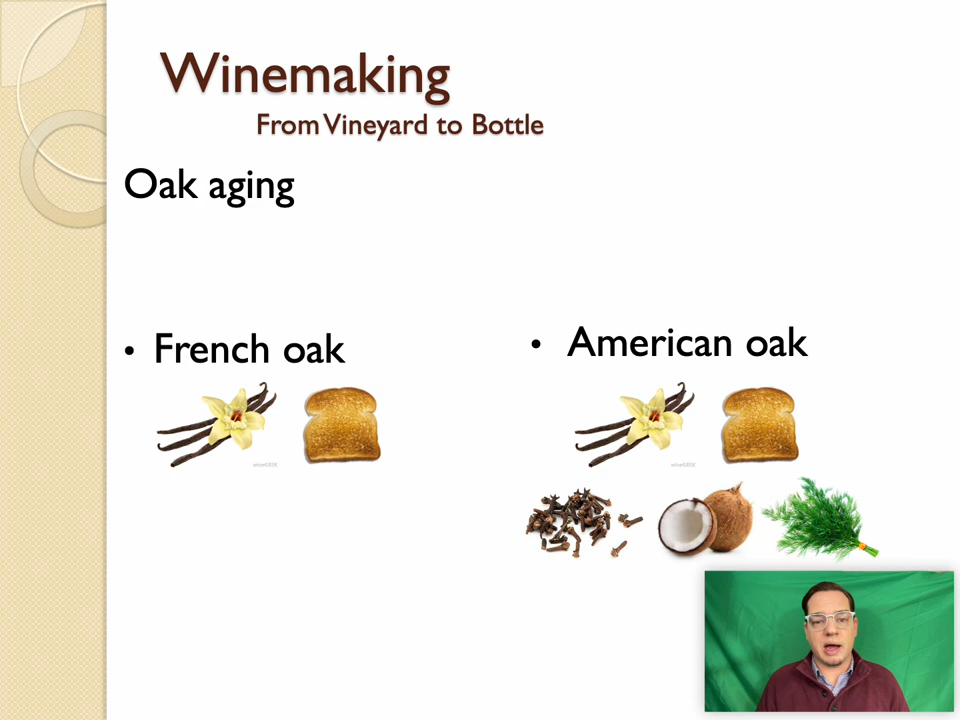 Winemaking
From Vineyard to Bottle
Oak aging
• French oak
• American oak